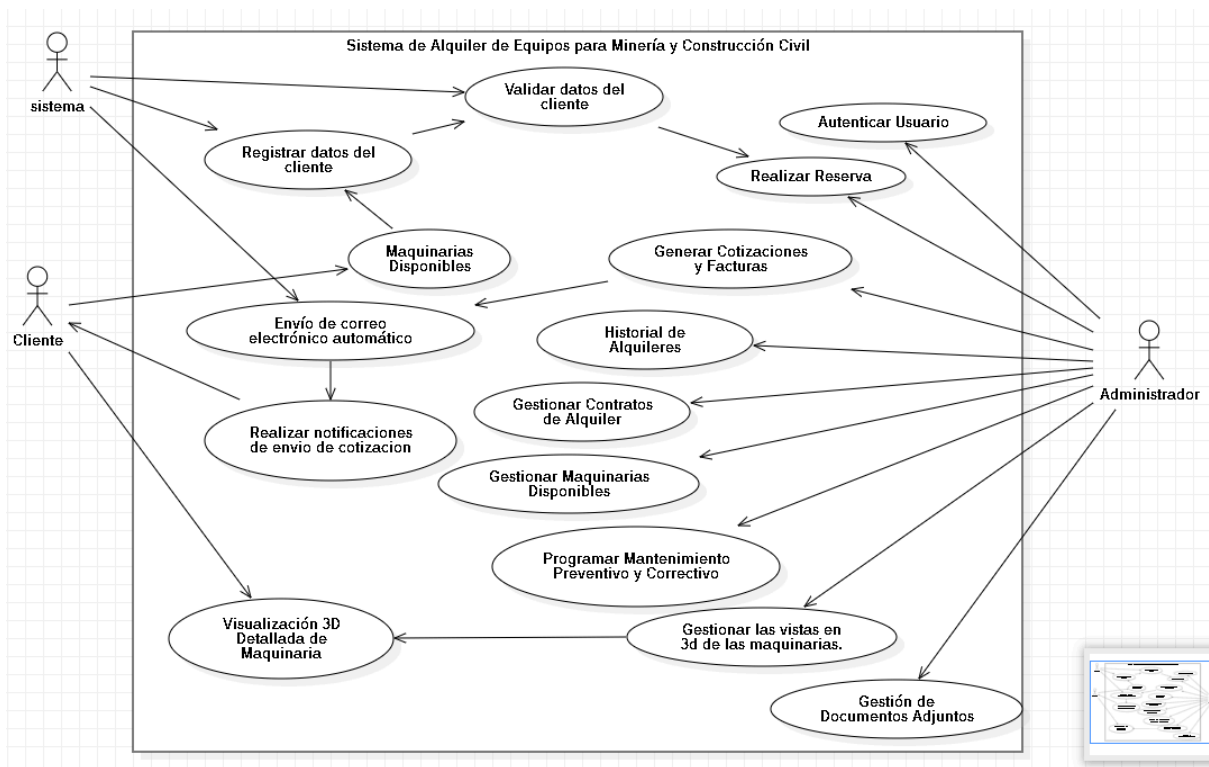 Sistema de Alquiler de Equipos para Minería y Construcción Civil
sistema
Validar datos del
cliente
Autenticar Usuario
Registrar datos del
cliente
Realizar Reserva
Maquinarias
Disponibles
Generar Cotizaciones
y Facturas
Cliente
Envío de correo
electrónico automático
Historial de
Alquileres
Administrador
Gestionar Contratos
de Alquiler
Realizar notificaciones
de envio de cotizacion
Gestionar Maquinarias
Disponibles
Programar Mantenimiento
Preventivo y Correctivo
Visualización 3D
Detallada de
Maquinaria
Gestionar las vistas en
3d de las maquinarias.
Gestión de
Documentos Adjuntos